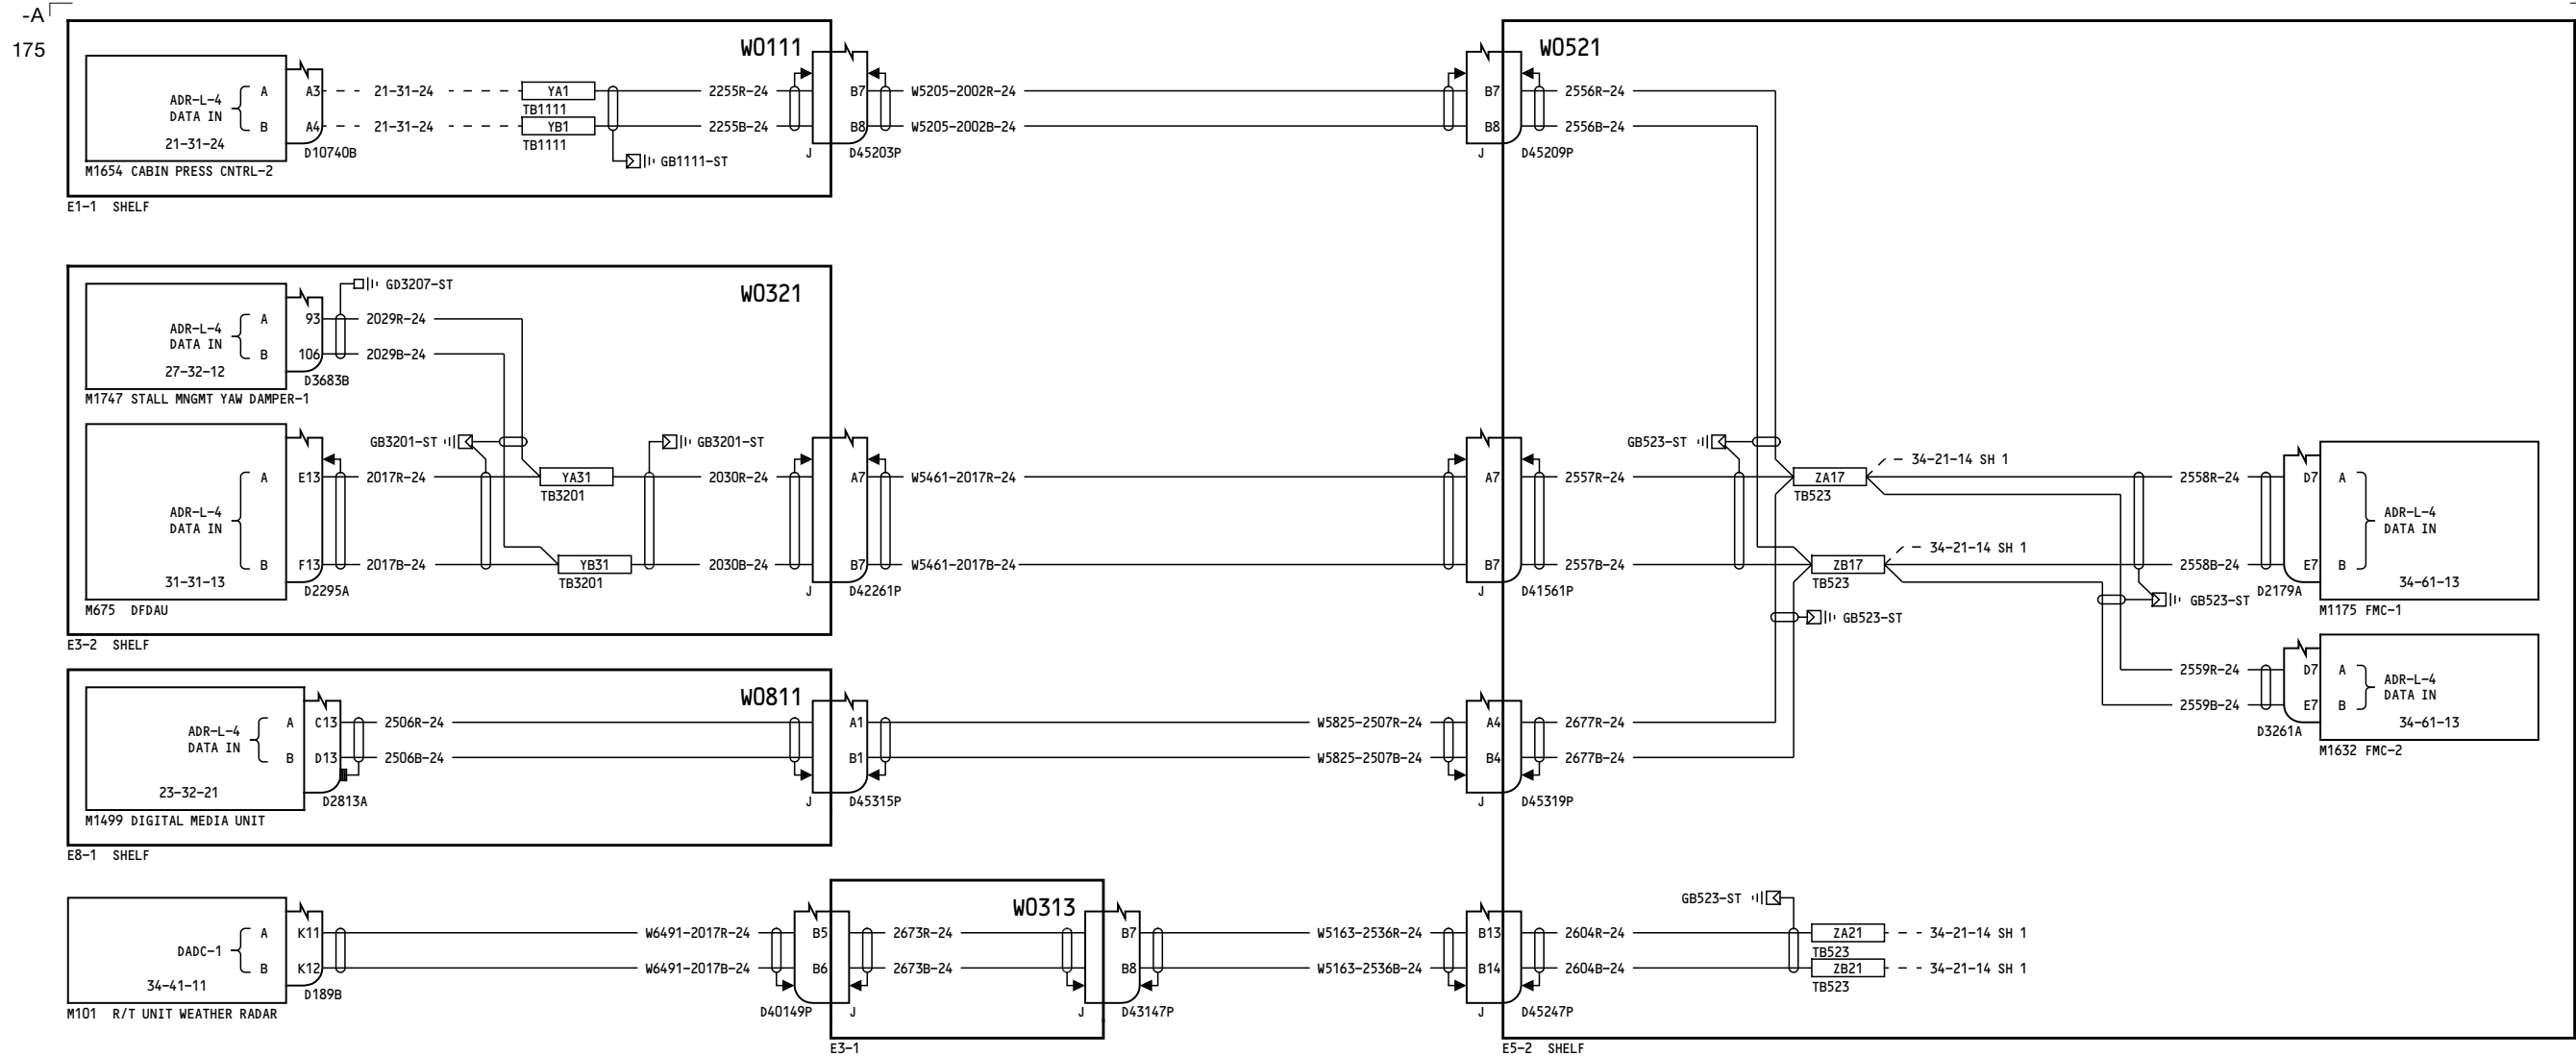 -A
175
W0111
W0521
ADR-L-4
DATA IN
A
B
21-31-24
A3
A4
D10740B
M1654 CABIN PRESS CNTRL-2
E1-1 SHELF
21-31-24
21-31-24
YA1
TB1111
YB1
TB1111
GB1111-ST
2255R-24
2255B-24
J
B7
B8
D45203P
W5205-2002R-24
W5205-2002B-24
B7
B8
J
D45209P
2556R-24
2556B-24
W0321
ADR-L-4
DATA IN
A
B
27-32-12
93
106
D3683B
M1747 STALL MNGMT YAW DAMPER-1
GD3207-ST
2029R-24
2029B-24
ADR-L-4
DATA IN
A
B
31-31-13
E13
F13
D2295A
M675 DFDAU
E3-2 SHELF
2017R-24
2017B-24
GB3201-ST
YA31
TB3201
YB31
TB3201
GB3201-ST
2030R-24
2030B-24
J
A7
B7
D42261P
W5461-2017R-24
W5461-2017B-24
A7
B7
J
D41561P
2557R-24
2557B-24
GB523-ST
ZA17
TB523
34-21-14 SH 1
ZB17
TB523
34-21-14 SH 1
GB523-ST
2558R-24
2558B-24
GB523-ST
D7
E7
D2179A
A
B
ADR-L-4
DATA IN
34-61-13
M1175 FMC-1
2559R-24
2559B-24
D7
E7
D3261A
A
B
ADR-L-4
DATA IN
34-61-13
M1632 FMC-2
W0811
ADR-L-4
DATA IN
A
B
23-32-21
C13
D13
D2813A
M1499 DIGITAL MEDIA UNIT
E8-1 SHELF
2506R-24
2506B-24
J
A1
B1
D45315P
W5825-2507R-24
W5825-2507B-24
A4
B4
J
D45319P
2677R-24
2677B-24
W0313
DADC-1
A
B
34-41-11
K11
K12
D189B
M101 R/T UNIT WEATHER RADAR
W6491-2017R-24
W6491-2017B-24
B5
B6
D40149P
J
2673R-24
2673B-24
J
B7
B8
D43147P
E3-1
W5163-2536R-24
W5163-2536B-24
B13
B14
J
D45247P
2604R-24
2604B-24
GB523-ST
ZA21
TB523
ZB21
TB523
34-21-14 SH 1
34-21-14 SH 1
E5-2 SHELF